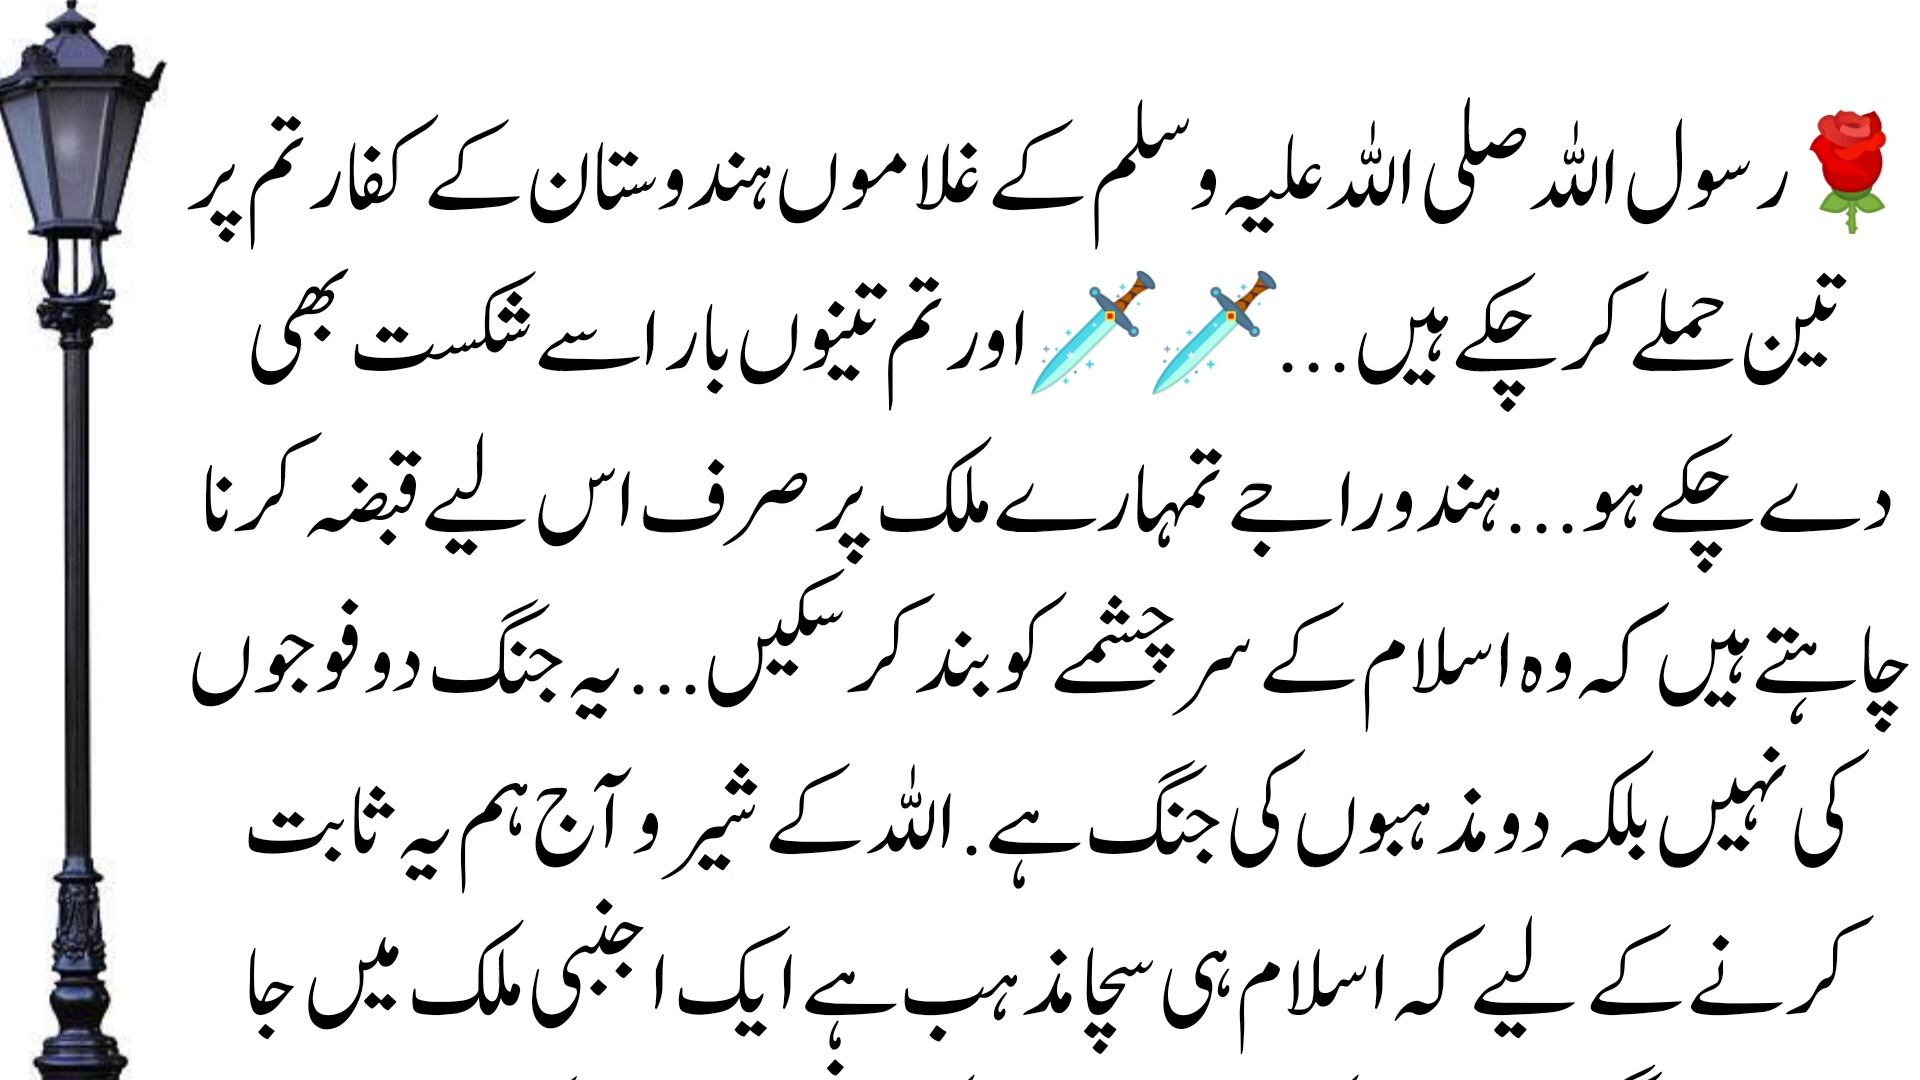 🌹 رسول اللہ صلی اللہ علیہ وسلم کے غلاموں ہندوستان کے کفار تم پر
تین حملے کر چکے ہیں...🗡🗡اور تم تینوں بار اسے شکست بھی
دے چکے ہو...ہندو راجے تمہارے ملک پر صرف اس لیے قبضہ کرنا
چاہتے ہیں کہ وہ اسلام کے سر چشمے کو بند کر سکیں...یہ جنگ دو فوجوں
کی نہیں بلکہ دو مذہبوں کی جنگ ہے. اللہ کے شیر و آج ہم یہ ثابت
کرنے کے لیے کہ اسلام ہی سچا مذہب ہے ایک اجنبی ملک میں جا